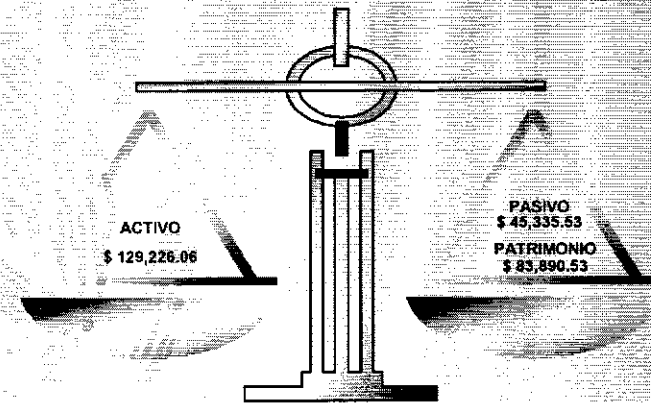 ACTIVO
$ 129,226.06
PASIVO
$ 45,335.53
PATRIMONIO
$ 83,890.53